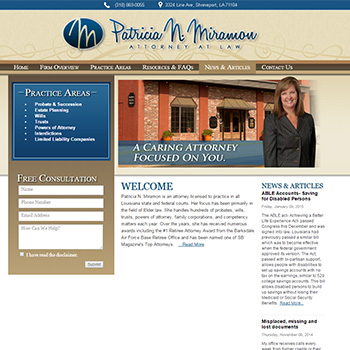 (318) 869-0055 3324 Line Ave, Shreveport, LA 71104
Patricia N. Miramon
ATTORNEY AT LAW
HOME FIRM OVERVIEW PRACTICE AREAS RESOURCES & FAQS NEWS & ARTICLES CONTACT US
PRACTICE AREAS
Probate & Succession
Estate Planning
Wills
Trusts
Powers of Attorney
Interdictions
Limited Liability Companies
A CARING ATTORNEY
FOCUSED ON YOU.
FREE CONSULTATION
Name
Phone Number
Email Address
How Can We Help?
I have read the disclaimer.
Submit
WELCOME
Patricia N. Miramon is an attorney licensed to practice in all
Louisiana state and federal courts. Her focus has been primarily in
the field of Elder law. She handles hundreds of probate, wills,
trusts, powers of attorney, family corporations, and competency
matters each year. Over the years, she has received numerous
awards including the #1 Retiree Attorney Award from the Barksdale
Air Force Base Retiree Office and has been named one of SB
Magazine's Top Attorneys. ...Read More
NEWS & ARTICLES
ABLE Accounts- Saving
for Disabled Persons
Friday, January 09, 2015
The ABLE act- Achieving a Better
Life Experience Act- passed
Congress this December and was
signed into law. Louisiana had
previously passed a similar bill
which was to become effective
when the federal government
approved its version. The Act,
passed with bi-partisan support,
allows people with disabilities to
set up savings accounts with no
tax on the earnings, similar to 529
college savings accounts. This bill
allows disabled persons to build
up savings without losing their
Medicaid or Social Security
Benefits. Read More...
Misplaced, missing and
lost documents
Thursday, November 06, 2014
My office receives calls every
week from former clients or their